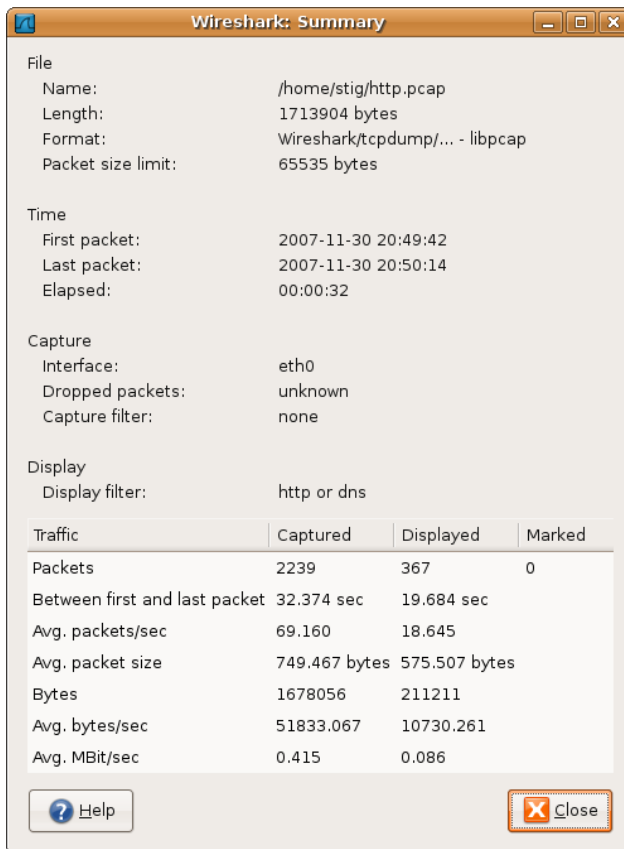 Wireshark: Summary
File
Name: /home/stig/http.pcap
Length: 1713904 bytes
Format: Wireshark/tcpdump/... - libpcap
Packet size limit: 65535 bytes
Time
First packet: 2007-11-30 20:49:42
Last packet: 2007-11-30 20:50:14
Elapsed: 00:00:32
Capture
Interface: eth0
Dropped packets: unknown
Capture filter: none
Display
Display filter: http or dns
Traffic Captured Displayed Marked
Packets 2239 367 0
Between first and last packet 32.374 sec 19.684 sec
Avg. packets/sec 69.160 18.645
Avg. packet size 749.467 bytes 575.507 bytes
Bytes 1678056 211211
Avg. bytes/sec 51833.067 10730.261
Avg. MBit/sec 0.415 0.086
Help Close